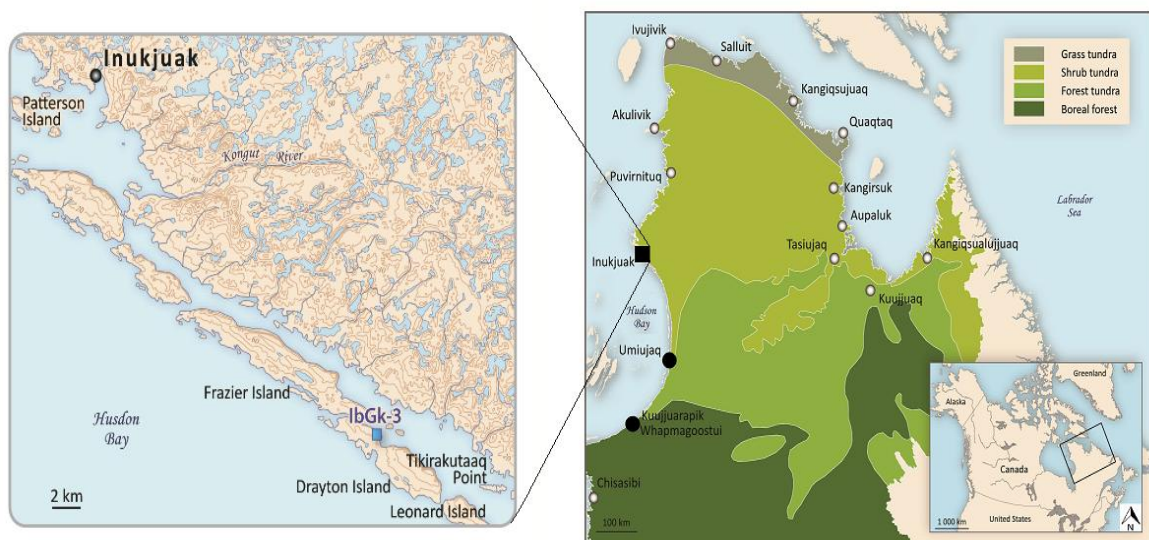 Inukjuak
Patterson
Island
Kongut River
Frazier Island
IbGk-3
Husdon
Bay
Tikirakutaaq
Point
Drayton Island
Leonard Island
2 km
Ivujivik
Salluit
Kangiqsujuaq
Akulivik
Quaqtaq
Puvirnituq
Kangirsuk
Aupaluk
Labrador
Sea
Tasiujaq
Kangiqsualujjuaq
Inukjuak
Kuujjuaq
Hudson
Bay
Umiujaq
Kuujjuarapik
Whapmagoostui
Chisasibi
100 km
Grass tundra
Shrub tundra
Forest tundra
Boreal forest
Greenland
Alaska
Canada
United States
1 000 km
N